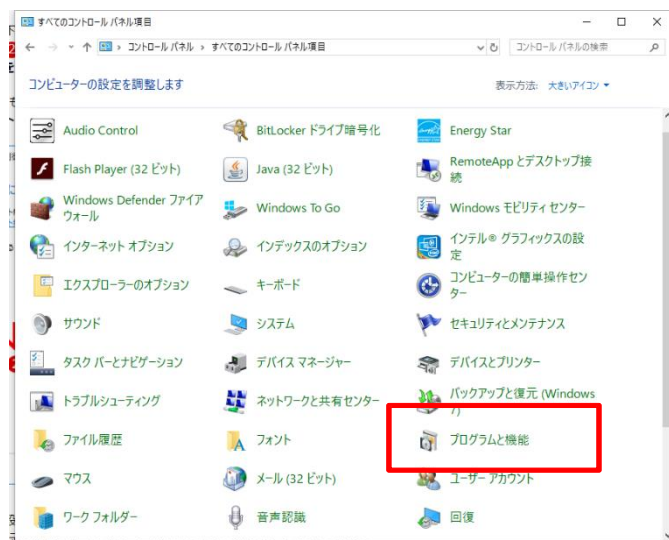 すべてのコントロール パネル項目
コントロール パネル › すべてのコントロール パネル項目
コントロール パネルの検索
コンピューターの設定を調整します
表示方法: 大きいアイコン
Audio Control
BitLocker ドライブ暗号化
Energy Star
Flash Player (32 ビット)
Java (32 ビット)
RemoteApp とデスクトップ接
続
Windows Defender ファイア
ウォール
Windows To Go
Windows モビリティ センター
インターネット オプション
インデックスのオプション
インテル® グラフィックスの設
定
エクスプローラーのオプション
キーボード
コンピューターの簡単操作セン
ター
サウンド
システム
セキュリティとメンテナンス
タスク バーとナビゲーション
デバイス マネージャー
デバイスとプリンター
トラブルシューティング
ネットワークと共有センター
バックアップと復元 (Windows
7)
ファイル履歴
フォント
プログラムと機能
マウス
メール (32 ビット)
ユーザー アカウント
ワーク フォルダー
音声認識
回復